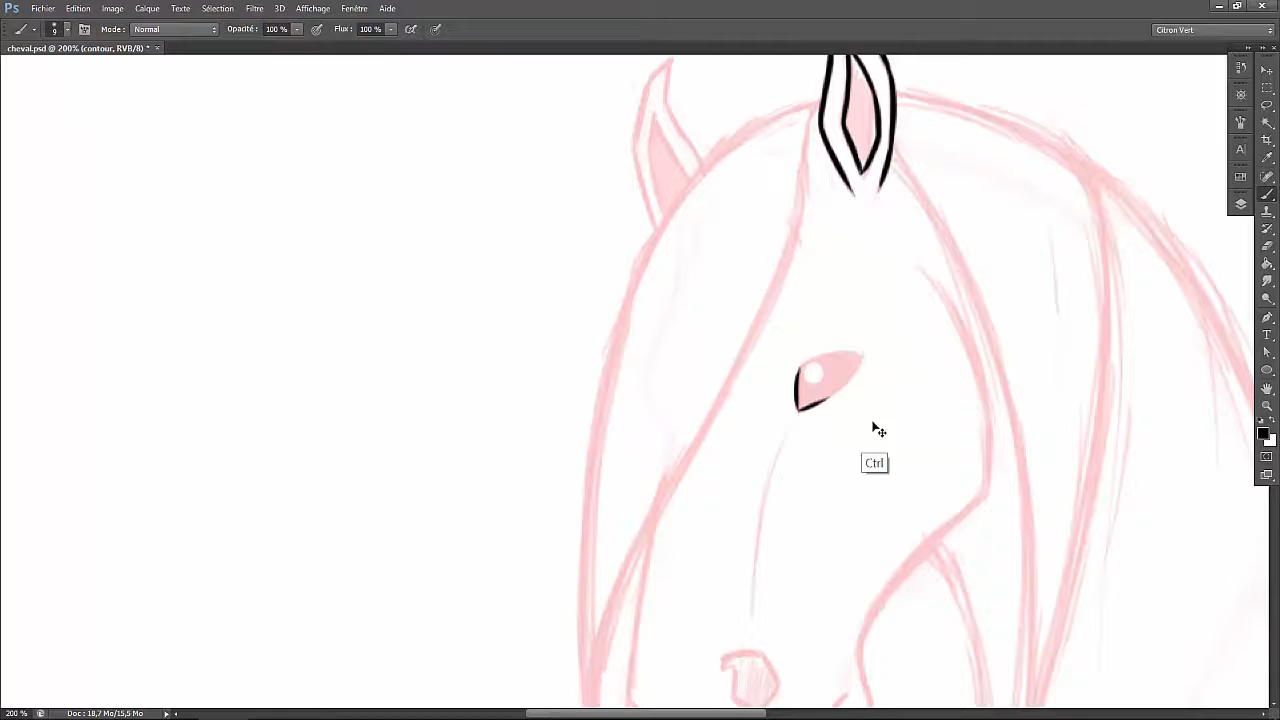 Ps Fichier Edition Image Calque Texte Sélection Filtre 3D Affichage Fenêtre Aide
9 Mode : Normal Opacité : 100 % Flux : 100 % Citron Vert
cheval.psd @ 200% (contour, RVB/8) * ×
A
T
Ctrl
200 % Doc : 18,7 Mo/15,5 Mo